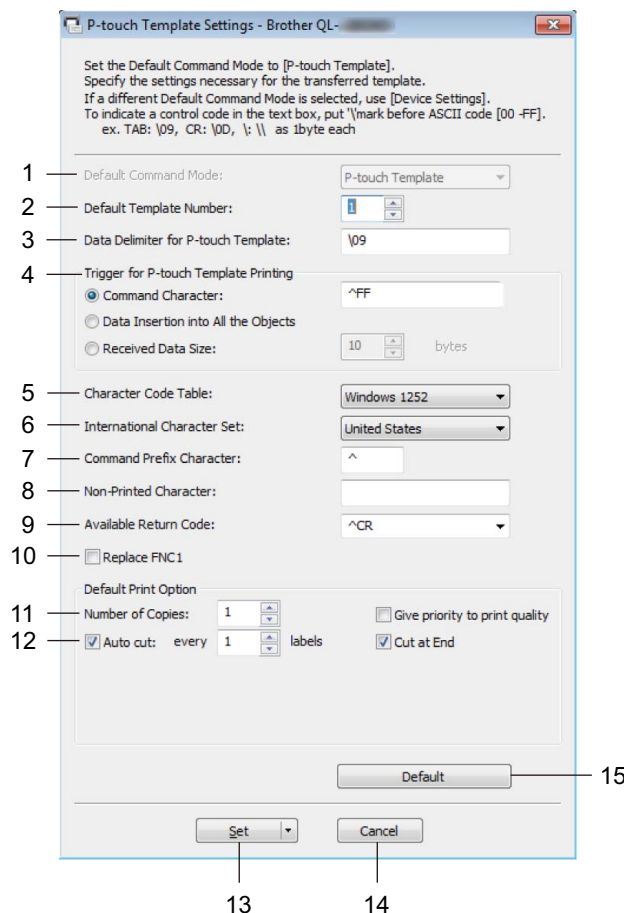 P-touch Template Settings - Brother QL-
Set the Default Command Mode to [P-touch Template].
Specify the settings necessary for the transferred template.
If a different Default Command Mode is selected, use [Device Settings].
To indicate a control code in the text box, put '\'mark before ASCII code [00 -FF].
ex. TAB: \09, CR: \0D, \: \\ as 1byte each
1 Default Command Mode: P-touch Template
2 Default Template Number: 1
3 Data Delimiter for P-touch Template: \09
4 Trigger for P-touch Template Printing
Command Character: ^FF
Data Insertion into All the Objects
Received Data Size: 10 bytes
5 Character Code Table: Windows 1252
6 International Character Set: United States
7 Command Prefix Character: ^
8 Non-Printed Character:
9 Available Return Code: ^CR
10 Replace FNC1
Default Print Option
11 Number of Copies: 1 Give priority to print quality
12 Auto cut: every 1 labels Cut at End
Default 15
Set Cancel
13 14